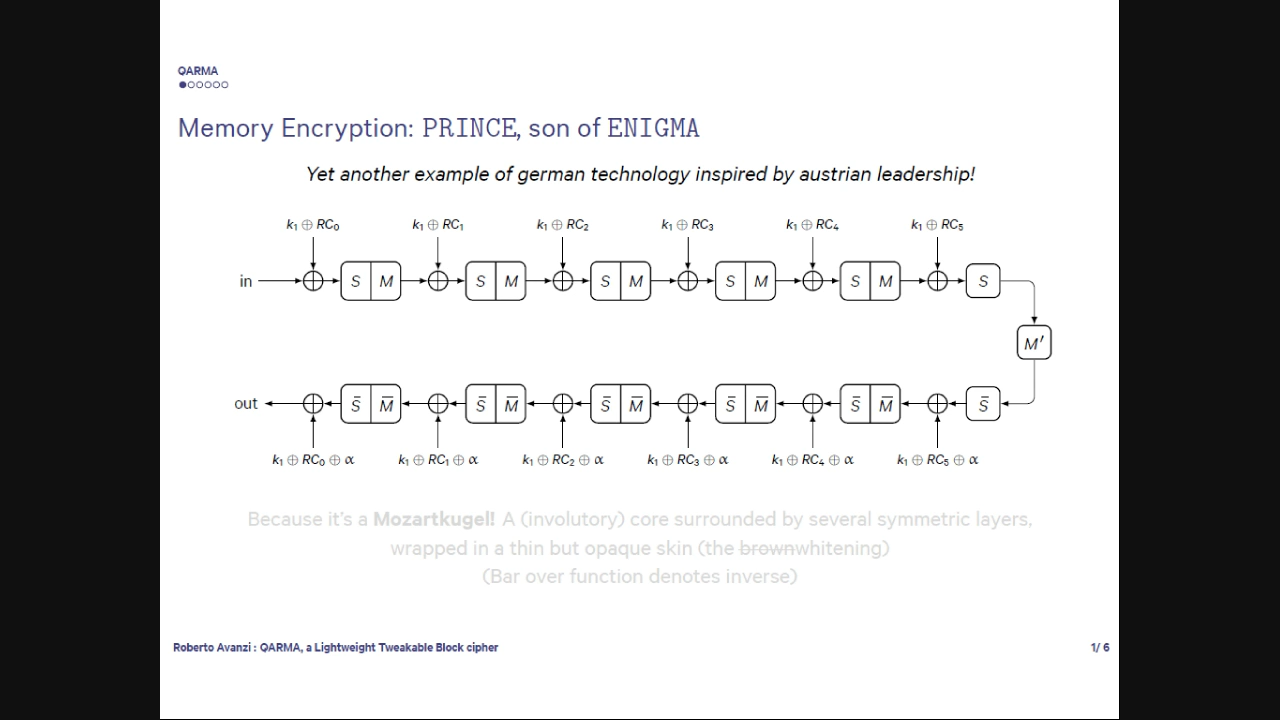 QARMA
Memory Encryption: PRINCE, son of ENIGMA
Yet another example of german technology inspired by austrian leadership!
k₁ ⊕ RC₀ k₁ ⊕ RC₁ k₁ ⊕ RC₂ k₁ ⊕ RC₃ k₁ ⊕ RC₄ k₁ ⊕ RC₅
in S M S M S M S M S M S
M′
out S̄ M̄ S̄ M̄ S̄ M̄ S̄ M̄ S̄ M̄ S̄
k₁ ⊕ RC₀ ⊕ α k₁ ⊕ RC₁ ⊕ α k₁ ⊕ RC₂ ⊕ α k₁ ⊕ RC₃ ⊕ α k₁ ⊕ RC₄ ⊕ α k₁ ⊕ RC₅ ⊕ α
Because it's a Mozartkugel! A (involutory) core surrounded by several symmetric layers,
wrapped in a thin but opaque skin (the brownwhitening)
(Bar over function denotes inverse)
Roberto Avanzi : QARMA, a Lightweight Tweakable Block cipher 1/ 6